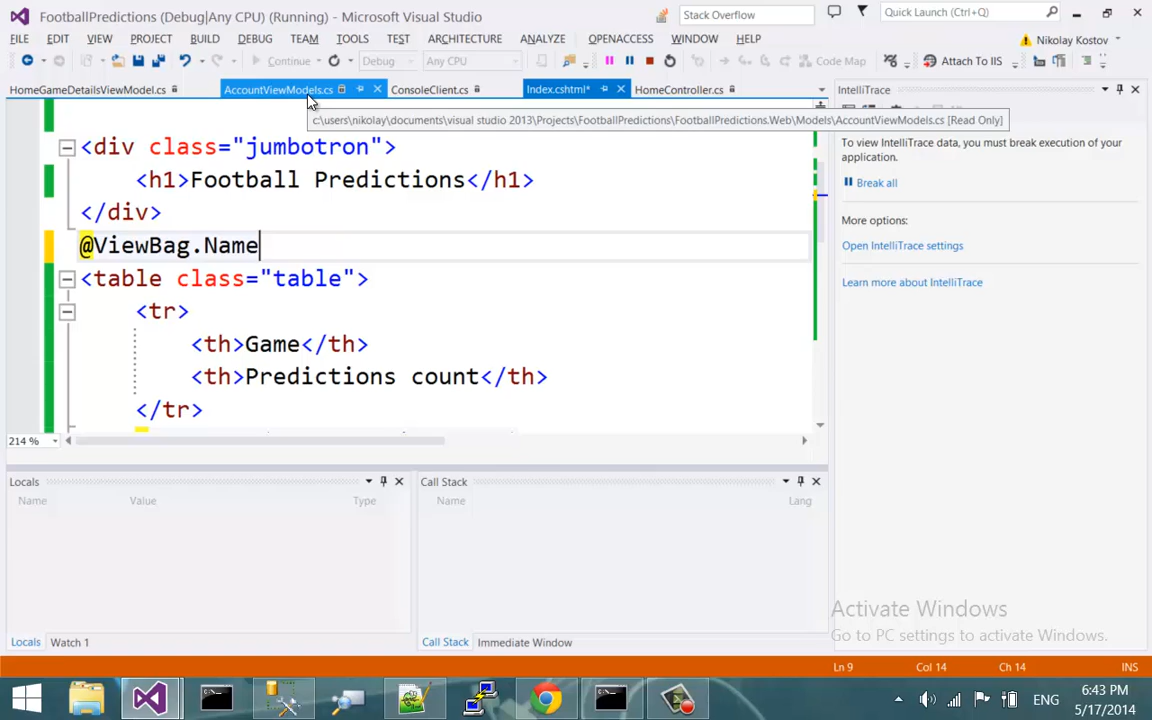 FootballPredictions (Debug|Any CPU) (Running) - Microsoft Visual Studio
Stack Overflow
Quick Launch (Ctrl+Q)
FILE EDIT VIEW PROJECT BUILD DEBUG TEAM TOOLS TEST ARCHITECTURE ANALYZE OPENACCESS WINDOW HELP
Nikolay Kostov
Continue
Debug
Any CPU
Code Map
Attach To IIS
HomeGameDetailsViewModel.cs
AccountViewModels.cs
ConsoleClient.cs
Index.cshtml*
HomeController.cs
IntelliTrace
c:\users\nikolay\documents\visual studio 2013\Projects\FootballPredictions\FootballPredictions.Web\Models\AccountViewModels.cs [Read Only]
<div class="jumbotron">
<h1>Football Predictions</h1>
</div>
@ViewBag.Name
<table class="table">
<tr>
<th>Game</th>
<th>Predictions count</th>
</tr>
214 %
To view IntelliTrace data, you must break execution of your
application.
Break all
More options:
Open IntelliTrace settings
Learn more about IntelliTrace
Locals
Name Value Type
Call Stack
Name Lang
Locals Watch 1
Call Stack Immediate Window
Activate Windows
Go to PC settings to activate Windows.
Ln 9 Col 14 Ch 14 INS
ENG
6:43 PM
5/17/2014